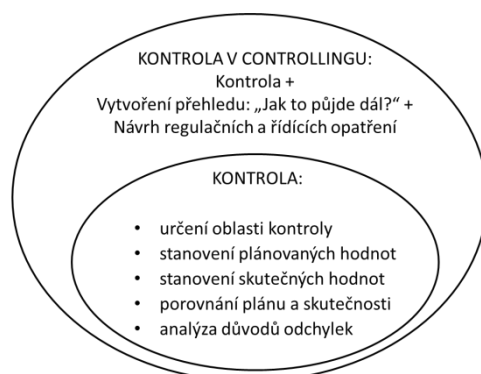 KONTROLA V CONTROLLINGU:
Kontrola +
Vytvoření přehledu: „Jak to půjde dál?“ +
Návrh regulačních a řídících opatření
KONTROLA:
• určení oblasti kontroly
• stanovení plánovaných hodnot
• stanovení skutečných hodnot
• porovnání plánu a skutečnosti
• analýza důvodů odchylek